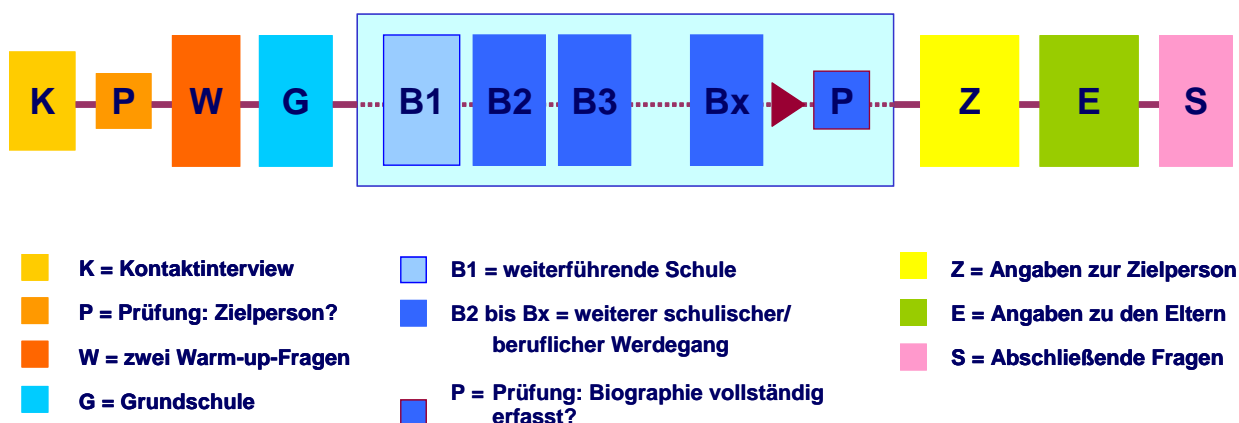 K P W G B1 B2 B3 Bx P Z E S
K = Kontaktinterview
P = Prüfung: Zielperson?
W = zwei Warm-up-Fragen
G = Grundschule
B1 = weiterführende Schule
B2 bis Bx = weiterer schulischer/
beruflicher Werdegang
P = Prüfung: Biographie vollständig
erfasst?
Z = Angaben zur Zielperson
E = Angaben zu den Eltern
S = Abschließende Fragen